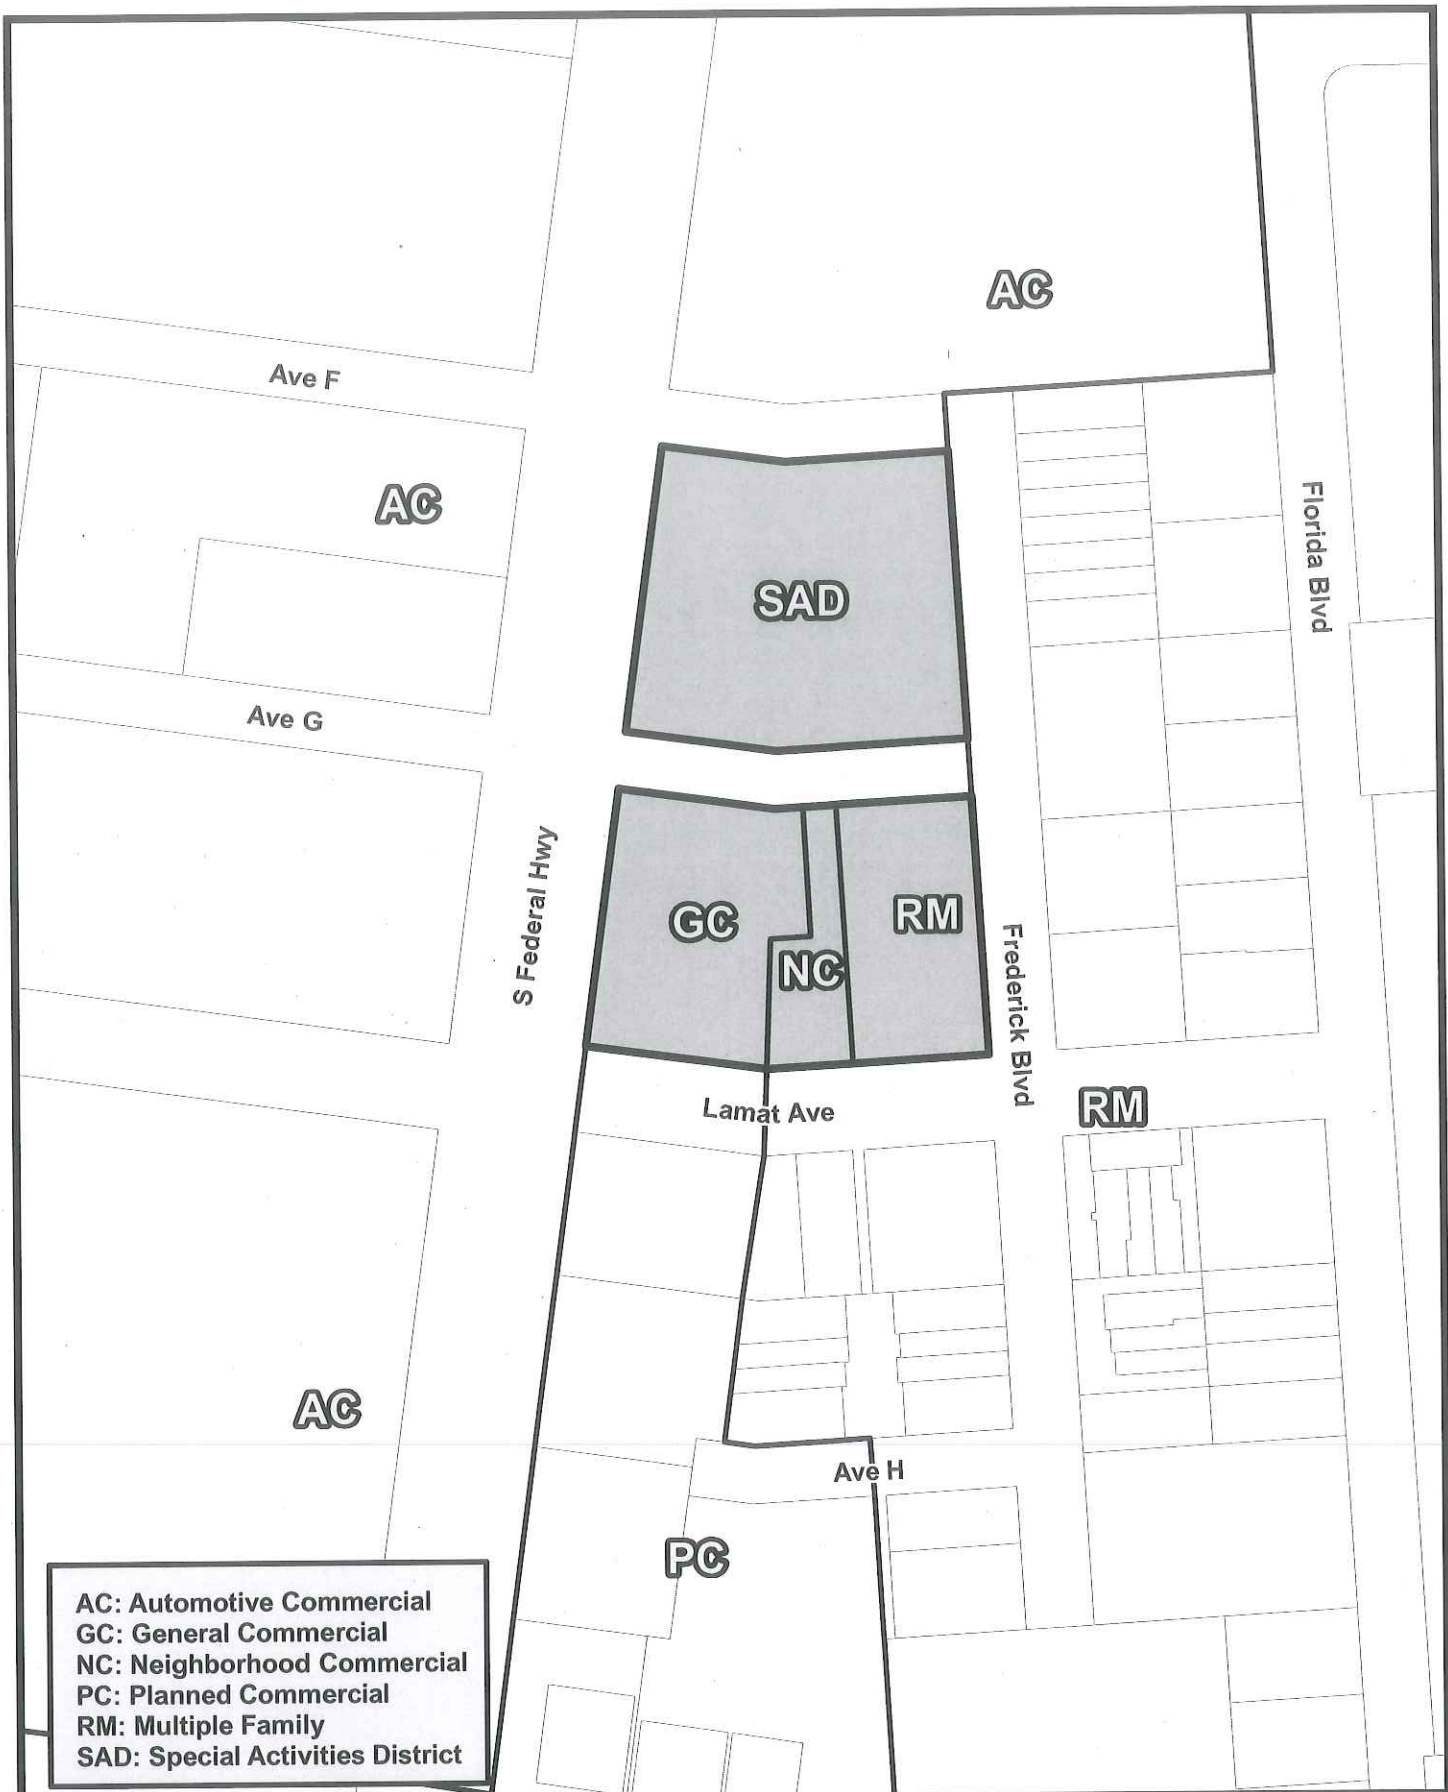 AC
Ave F
AC
Florida Blvd
SAD
Ave G
S Federal Hwy
GC
RM
NC
Frederick Blvd
Lamat Ave
RM
AC
Ave H
PC
AC: Automotive Commercial
GC: General Commercial
NC: Neighborhood Commercial
PC: Planned Commercial
RM: Multiple Family
SAD: Special Activities District